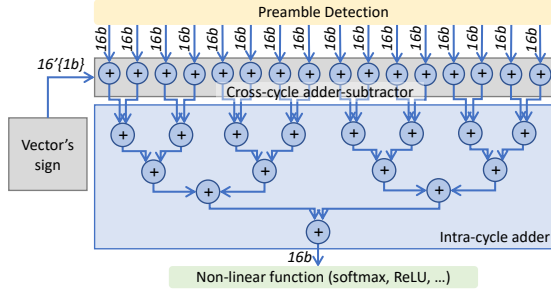 Preamble Detection
16b 16b 16b 16b 16b 16b 16b 16b 16b 16b 16b 16b 16b 16b 16b 16b
16'{1b}
+ + + + + + + + + + + + + + + +
Cross-cycle adder-subtractor
Vector's
sign
+ + + + + + + +
+ + + +
+ +
+
Intra-cycle adder
16b
Non-linear function (softmax, ReLU, …)